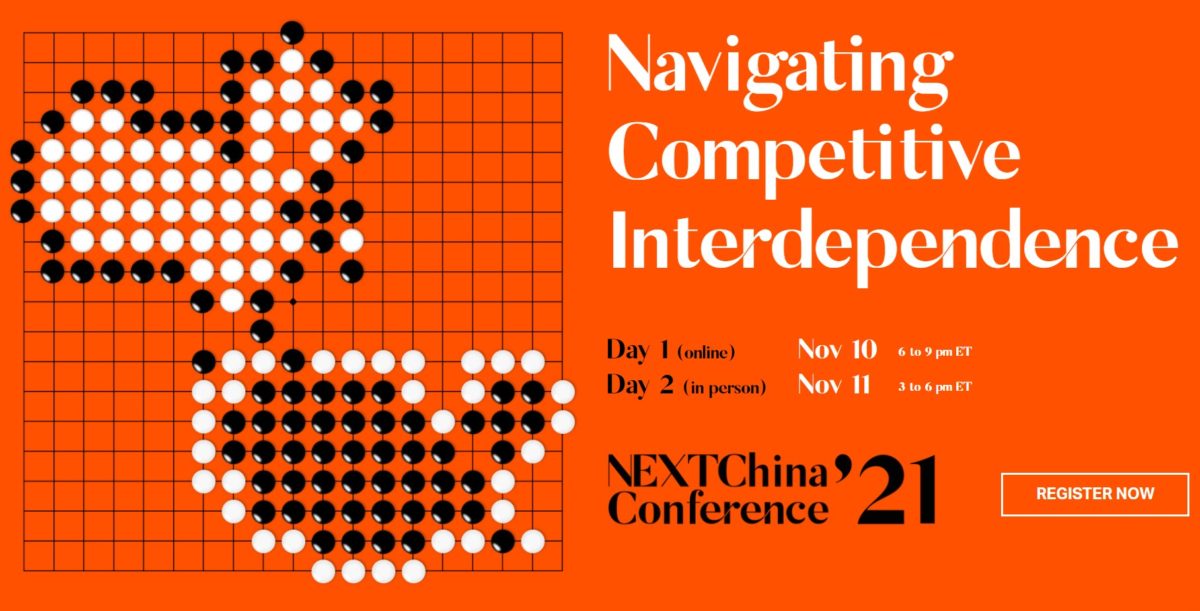 Navigating
Competitive
Interdependence
Day 1 (online) Nov 10 6 to 9 pm ET
Day 2 (in person) Nov 11 3 to 6 pm ET
NEXTChina
Conference ’21
REGISTER NOW